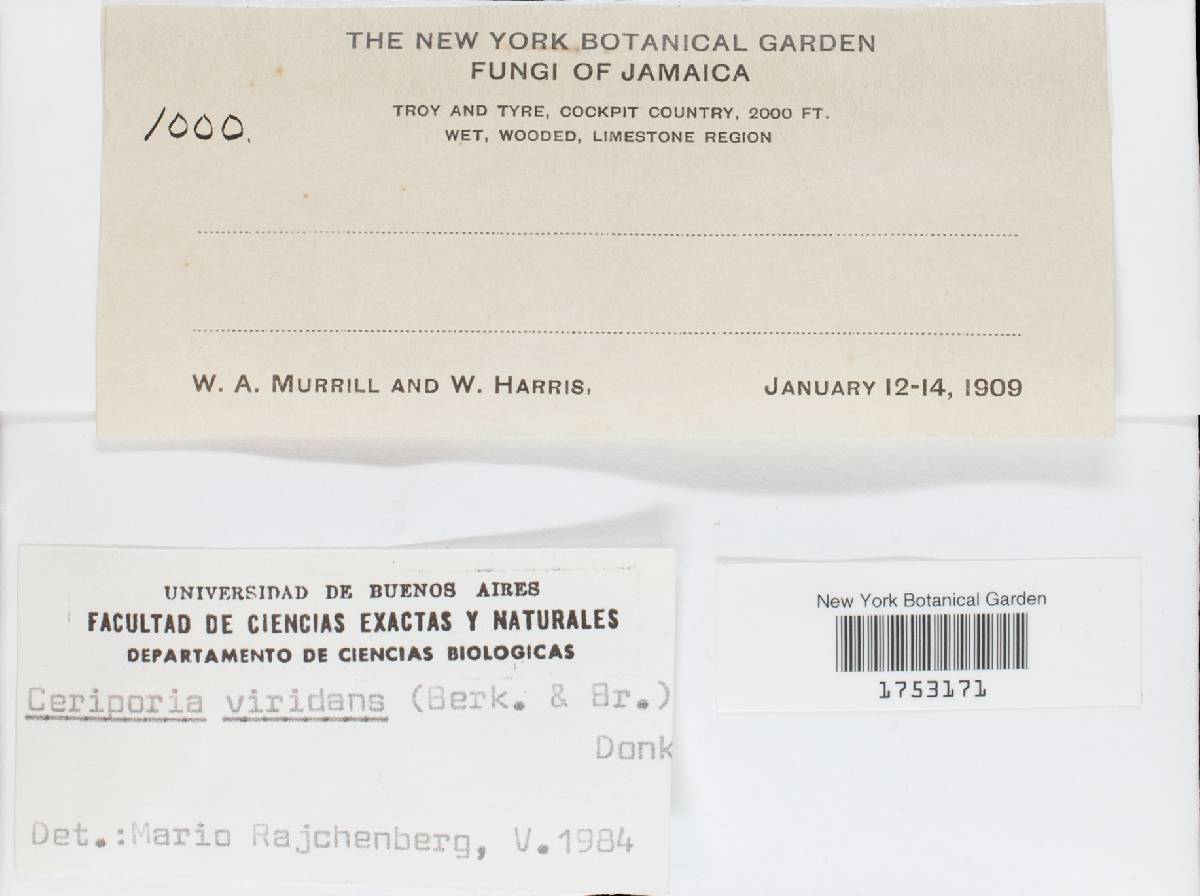 THE NEW YORK BOTANICAL GARDEN
FUNGI OF JAMAICA
TROY AND TYRE, COCKPIT COUNTRY, 2000 FT.
WET, WOODED, LIMESTONE REGION
1000.
W. A. MURRILL AND W. HARRIS,
JANUARY 12-14, 1909
UNIVERSIDAD DE BUENOS AIRES
FACULTAD DE CIENCIAS EXACTAS Y NATURALES
DEPARTAMENTO DE CIENCIAS BIOLOGICAS
Ceriporia viridans (Berk. & Br.)
Donk
Det.:Mario Rajchenberg, V.1984
New York Botanical Garden
1753171